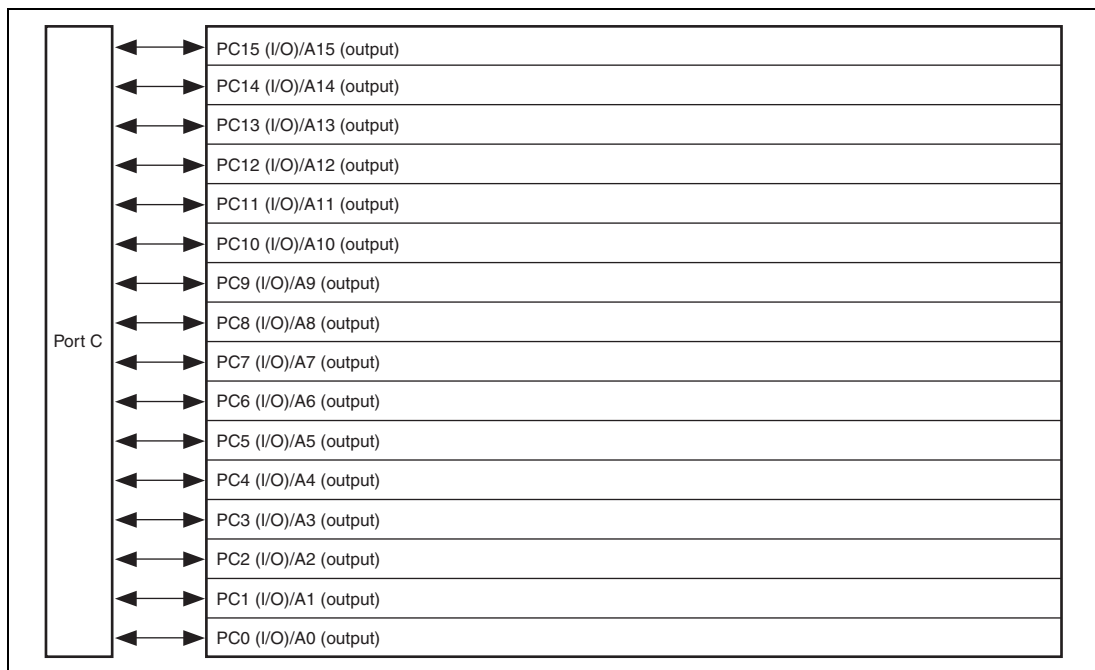 PC15 (I/O)/A15 (output)
PC14 (I/O)/A14 (output)
PC13 (I/O)/A13 (output)
PC12 (I/O)/A12 (output)
PC11 (I/O)/A11 (output)
PC10 (I/O)/A10 (output)
PC9 (I/O)/A9 (output)
PC8 (I/O)/A8 (output)
Port C
PC7 (I/O)/A7 (output)
PC6 (I/O)/A6 (output)
PC5 (I/O)/A5 (output)
PC4 (I/O)/A4 (output)
PC3 (I/O)/A3 (output)
PC2 (I/O)/A2 (output)
PC1 (I/O)/A1 (output)
PC0 (I/O)/A0 (output)